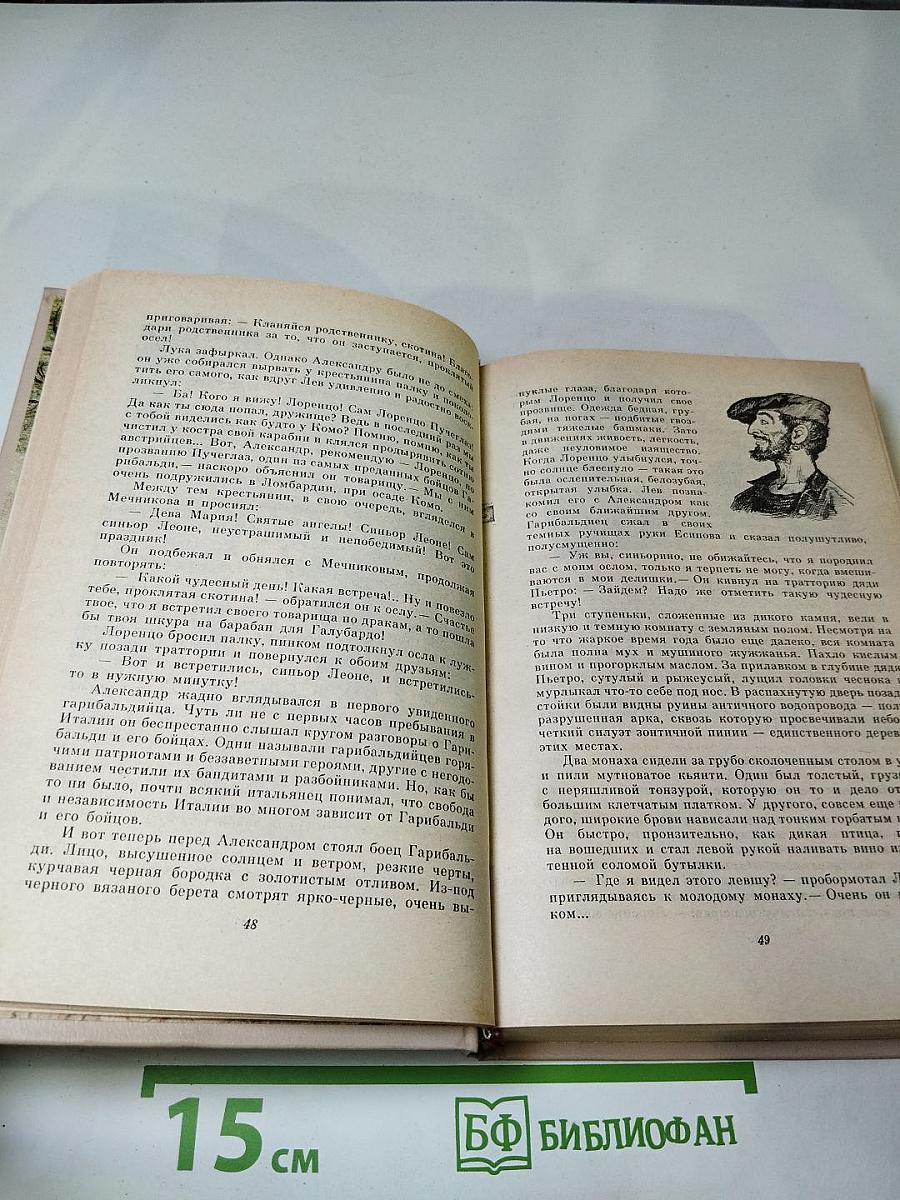 приговаривая: — Кланяйся родственнику, скотина! Благо-
дари родственника за то, что он заступается, проклятый
осел!
Лука зафыркал. Однако Александру было не до смеха,
он уже собирался вырвать у крестьянина палку и поколо-
тить его самого, как вдруг Лев удивленно и радостно вос-
кликнул:
— Ба! Кого я вижу! Лоренцо! Сам Лоренцо Пучеглаз!
Да как ты сюда попал, дружище? Ведь в последний раз мы
с тобой виделись как будто у Комо? Помню, помню, как ты
чистил у костра свой карабин и клялся продырявить сотню
австрийцев... Вот, Александр, рекомендую — Лоренцо, по
прозванию Пучеглаз, один из самых преданных бойцов Га-
рибальди,— наскоро объяснил он товарищу.— Мы с ним
очень подружились в Ломбардии, при осаде Комо.
Между тем крестьянин, в свою очередь, вгляделся в
Мечникова и просиял:
— Дева Мария! Святые ангелы! Синьор Леоне! Сам
синьор Леоне, неустрашимый и непобедимый! Вот это
праздник!
Он подбежал и обнялся с Мечниковым, продолжая
повторять:
— Какой чудесный день! Какая встреча!.. Ну и повезло
тебе, проклятая скотина! — обратился он к ослу.— Счастье
твое, что я встретил своего товарища по дракам, а то пошла
бы твоя шкура на барабан для Галубардо!
Лоренцо бросил палку, пинком подтолкнул осла к лужай-
ку позади траттории и повернулся к обоим друзьям:
— Вот и встретились, синьор Леоне, и встретились-
то в нужную минутку!
Александр жадно вглядывался в первого увиденного
гарибальдийца. Чуть ли не с первых часов пребывания в
Италии он беспрестанно слышал кругом разговоры о Гари-
бальди и его бойцах. Одни называли гарибальдийцев горя-
чими патриотами и беззаветными героями, другие с негодо-
ванием честили их бандитами и разбойниками. Но, как бы
то ни было, почти всякий итальянец понимал, что свобода
и независимость Италии во многом зависит от Гарибальди
и его бойцов.
И вот теперь перед Александром стоял боец Гарибаль-
ди. Лицо, высушенное солнцем и ветром, резкие черты,
курчавая черная бородка с золотистым отливом. Из-под
черного вязаного берета смотрят ярко-черные, очень вы-
48
пуклые глаза, благодаря кото-
рым Лоренцо и получил свое
прозвище. Одежда бедная, гру-
бая, на ногах — подбитые гвоз-
дями тяжелые башмаки. Зато
в движениях живость, легкость,
даже неуловимое изящество.
Когда Лоренцо улыбнулся, точ-
но солнце блеснуло — такая это
была ослепительная, белозубая,
открытая улыбка. Лев позна-
комил его с Александром как
со своим ближайшим другом.
Гарибальдиец сжал в своих
темных ручищах руки Есипова и сказал полушутливо,
полусмущенно:
— Уж вы, синьорино, не обижайтесь, что я породнил
вас с моим ослом, только я терпеть не могу, когда вмеши-
ваются в мои делишки.— Он кивнул на тратторию дяди
Пьетро: — Зайдем? Надо же отметить такую чудесную
встречу!
Три ступеньки, сложенные из дикого камня, вели в
низкую и темную комнату с земляным полом. Несмотря на
то что жаркое время года было еще далеко, вся комната
была полна мух и мушиного жужжанья. Пахло кислым
вином и прогорклым маслом. За прилавком в глубине дядя
Пьетро, сутулый и рыжеусый, лущил головки чеснока и
мурлыкал что-то себе под нос. В распахнутую дверь позад
стойки были видны руины античного водопровода — пол
разрушенная арка, сквозь которую просвечивали небо
четкий силуэт зонтичной пинии — единственного дерев
этих местах.
Два монаха сидели за грубо сколоченным столом в у
и пили мутноватое кьянти. Один был толстый, груз
с неряшливой тонзурой, которую он то и дело от
большим клетчатым платком. У другого, совсем еще
дого, широкие брови нависали над тонким горбатым
Он быстро, пронзительно, как дикая птица,
на вошедших и стал левой рукой наливать вино из
тенной соломой бутылки.
— Где я видел этого левшу? — пробормотал Л
приглядываясь к молодому монаху.— Очень он
ком...
49
15 см
БФ БИБЛИОФАН